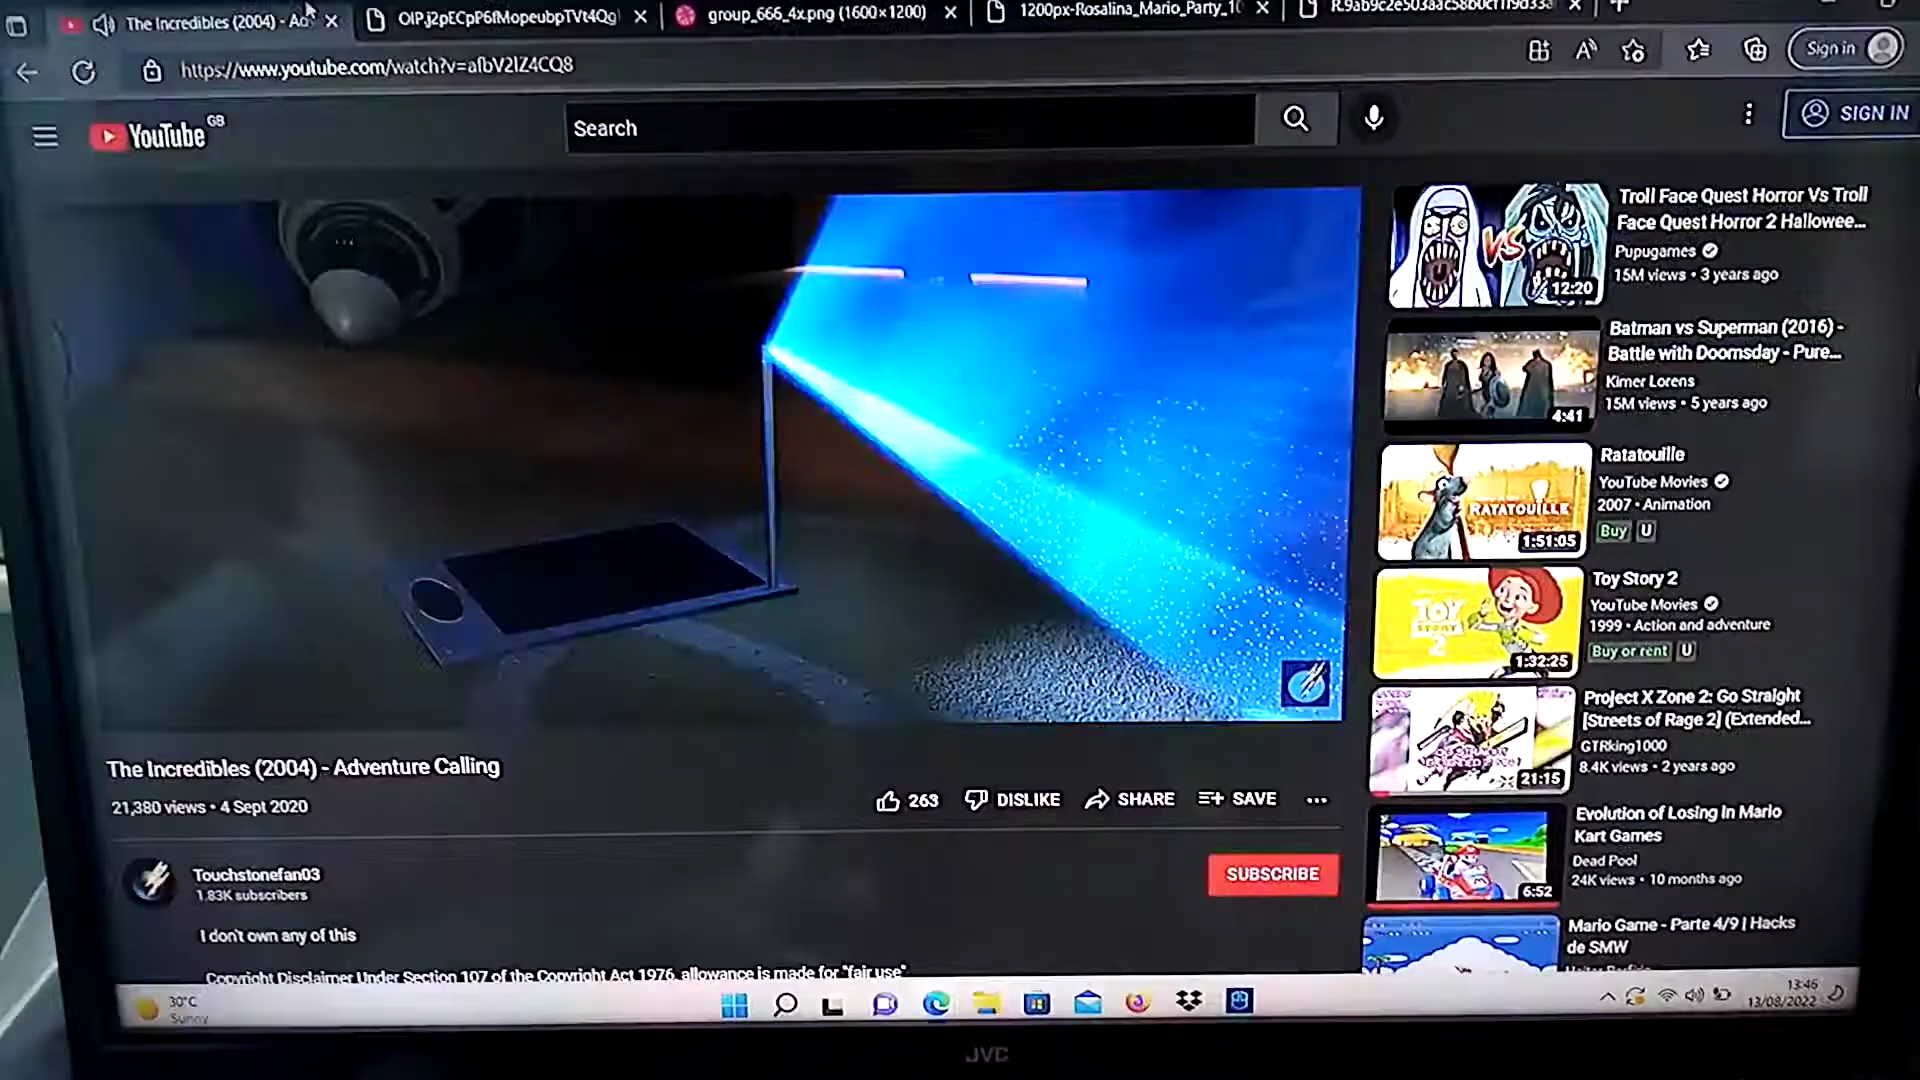 The Incredibles (2004) - Ad
OIP.j2pECpP6fMopeubpTVt4Qg
group_666_4x.png (1600×1200)
1200px-Rosalina_Mario_Party_10
https://www.youtube.com/watch?v=afbV2IZ4CQ8
Sign in
YouTube GB
Search
SIGN IN
Troll Face Quest Horror Vs Troll
Face Quest Horror 2 Hallowee...
Pupugames
15M views • 3 years ago
VS
12:20
Batman vs Superman (2016) -
Battle with Doomsday - Pure...
Kimer Lorens
15M views • 5 years ago
4:41
Ratatouille
YouTube Movies
2007 • Animation
Buy U
RATATOUILLE
1:51:05
Toy Story 2
YouTube Movies
1999 • Action and adventure
Buy or rent U
TOY
STORY
2
1:32:25
Project X Zone 2: Go Straight
[Streets of Rage 2] (Extended...
GTRking1000
8.4K views • 2 years ago
21:15
Evolution of Losing In Mario
Kart Games
Dead Pool
24K views • 10 months ago
6:52
Mario Game - Parte 4/9 | Hacks
de SMW
The Incredibles (2004) - Adventure Calling
21,380 views • 4 Sept 2020
263
DISLIKE
SHARE
SAVE
Touchstonefan03
1.83K subscribers
SUBSCRIBE
I don't own any of this
Copyright Disclaimer Under Section 107 of the Copyright Act 1976, allowance is made for "fair use"
30°C
Sunny
13:46
13/08/2022
JVC